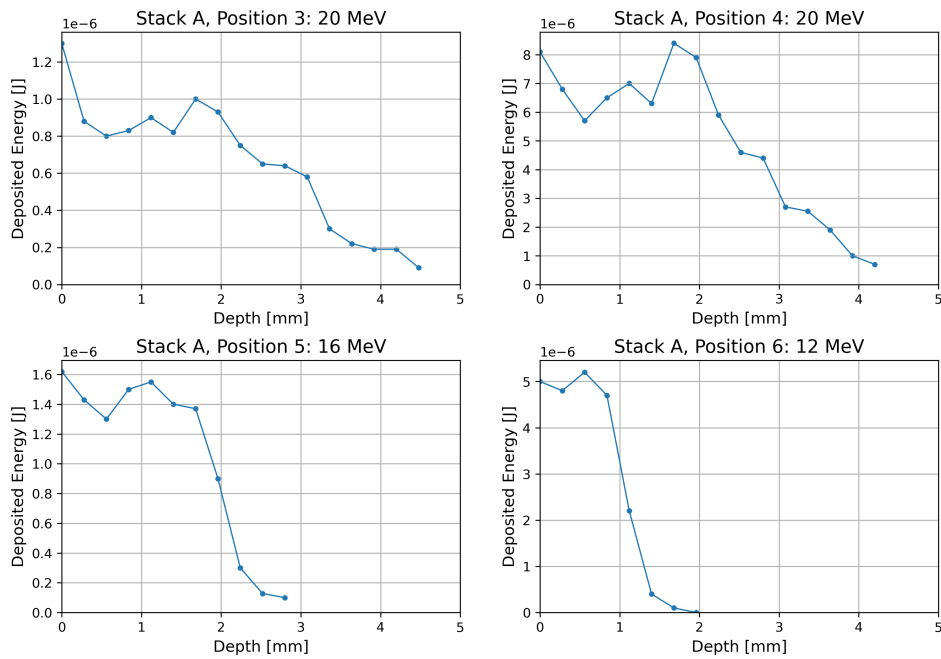 Stack A, Position 3: 20 MeV
1e−6
Deposited Energy [J]
1.2
1.0
0.8
0.6
0.4
0.2
0.0
0 1 2 3 4 5
Depth [mm]
Stack A, Position 4: 20 MeV
1e−6
Deposited Energy [J]
8
7
6
5
4
3
2
1
0
0 1 2 3 4 5
Depth [mm]
Stack A, Position 5: 16 MeV
1e−6
Deposited Energy [J]
1.6
1.4
1.2
1.0
0.8
0.6
0.4
0.2
0.0
0 1 2 3 4 5
Depth [mm]
Stack A, Position 6: 12 MeV
1e−6
Deposited Energy [J]
5
4
3
2
1
0
0 1 2 3 4 5
Depth [mm]